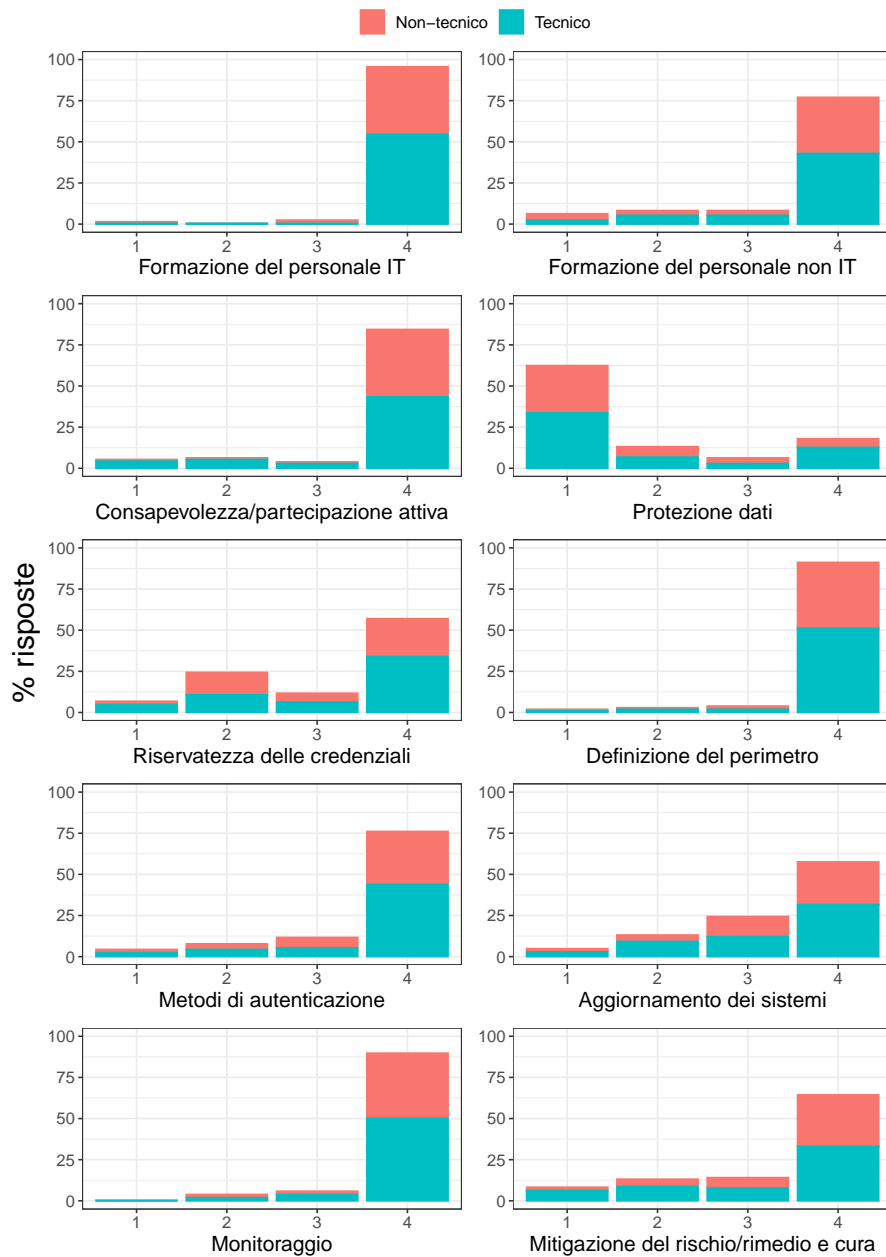 Non−tecnico Tecnico
100
75
50
25
0
1 2 3 4
Formazione del personale IT
100
75
50
25
0
1 2 3 4
Formazione del personale non IT
100
75
50
25
0
1 2 3 4
Consapevolezza/partecipazione attiva
100
75
50
25
0
1 2 3 4
Protezione dati
% risposte
100
75
50
25
0
1 2 3 4
Riservatezza delle credenziali
100
75
50
25
0
1 2 3 4
Definizione del perimetro
100
75
50
25
0
1 2 3 4
Metodi di autenticazione
100
75
50
25
0
1 2 3 4
Aggiornamento dei sistemi
100
75
50
25
0
1 2 3 4
Monitoraggio
100
75
50
25
0
1 2 3 4
Mitigazione del rischio/rimedio e cura